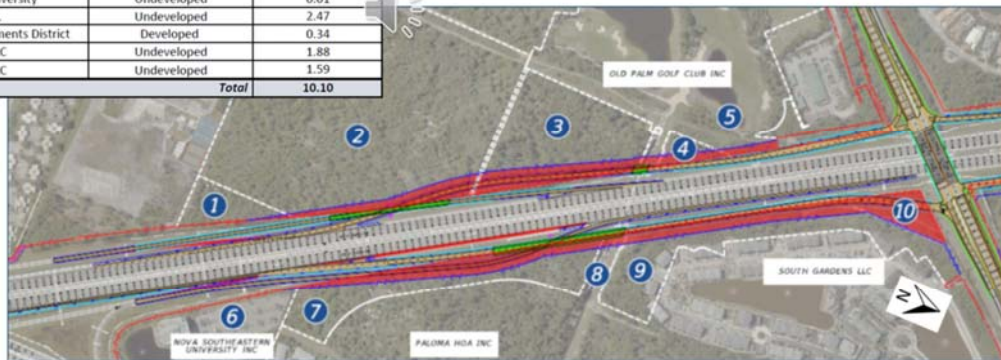 Undeveloped 2.47
ments District Developed 0.34
C Undeveloped 1.88
C Undeveloped 1.59
Total 10.10
OLD PALM GOLF CLUB INC
5
3
2
4
1
10
9
8
SOUTH GARDENS LLC
N
7
6
NOVA SOUTHEASTERN
UNIVERSITY INC
PALOMA HOA INC